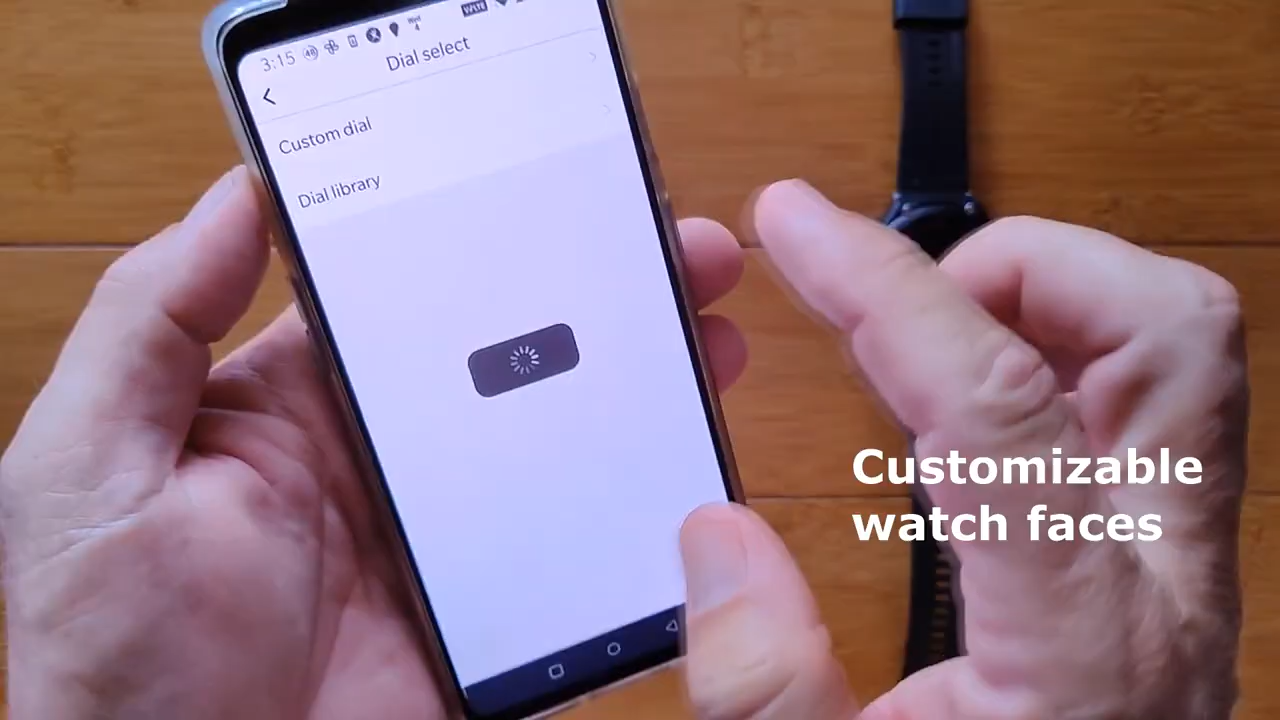 3:15
Dial select
Custom dial
Dial library
Customizable
watch faces